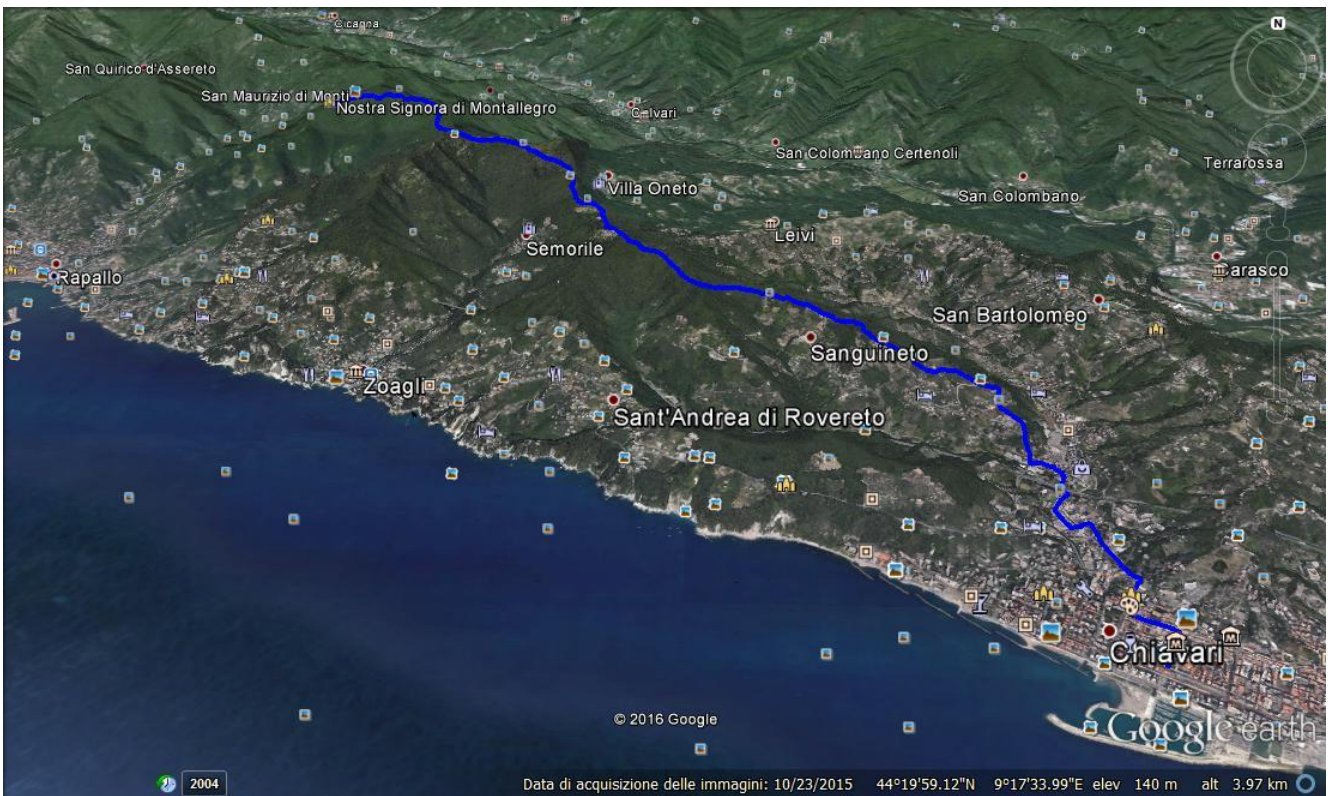 Cicagna
San Quirico d'Assereto
San Maurizio di Monti
Nostra Signora di Montallegro
Calvari
San Colombano Certenoli
Terrarossa
Villa Oneto
San Colombano
Leivi
Semorile
Carasco
Rapallo
San Bartolomeo
Sanguineto
Zoagli
Sant'Andrea di Rovereto
Chiavari
© 2016 Google
Google earth
2004
Data di acquisizione delle immagini: 10/23/2015 44°19'59.12"N 9°17'33.99"E elev 140 m alt 3.97 km
N